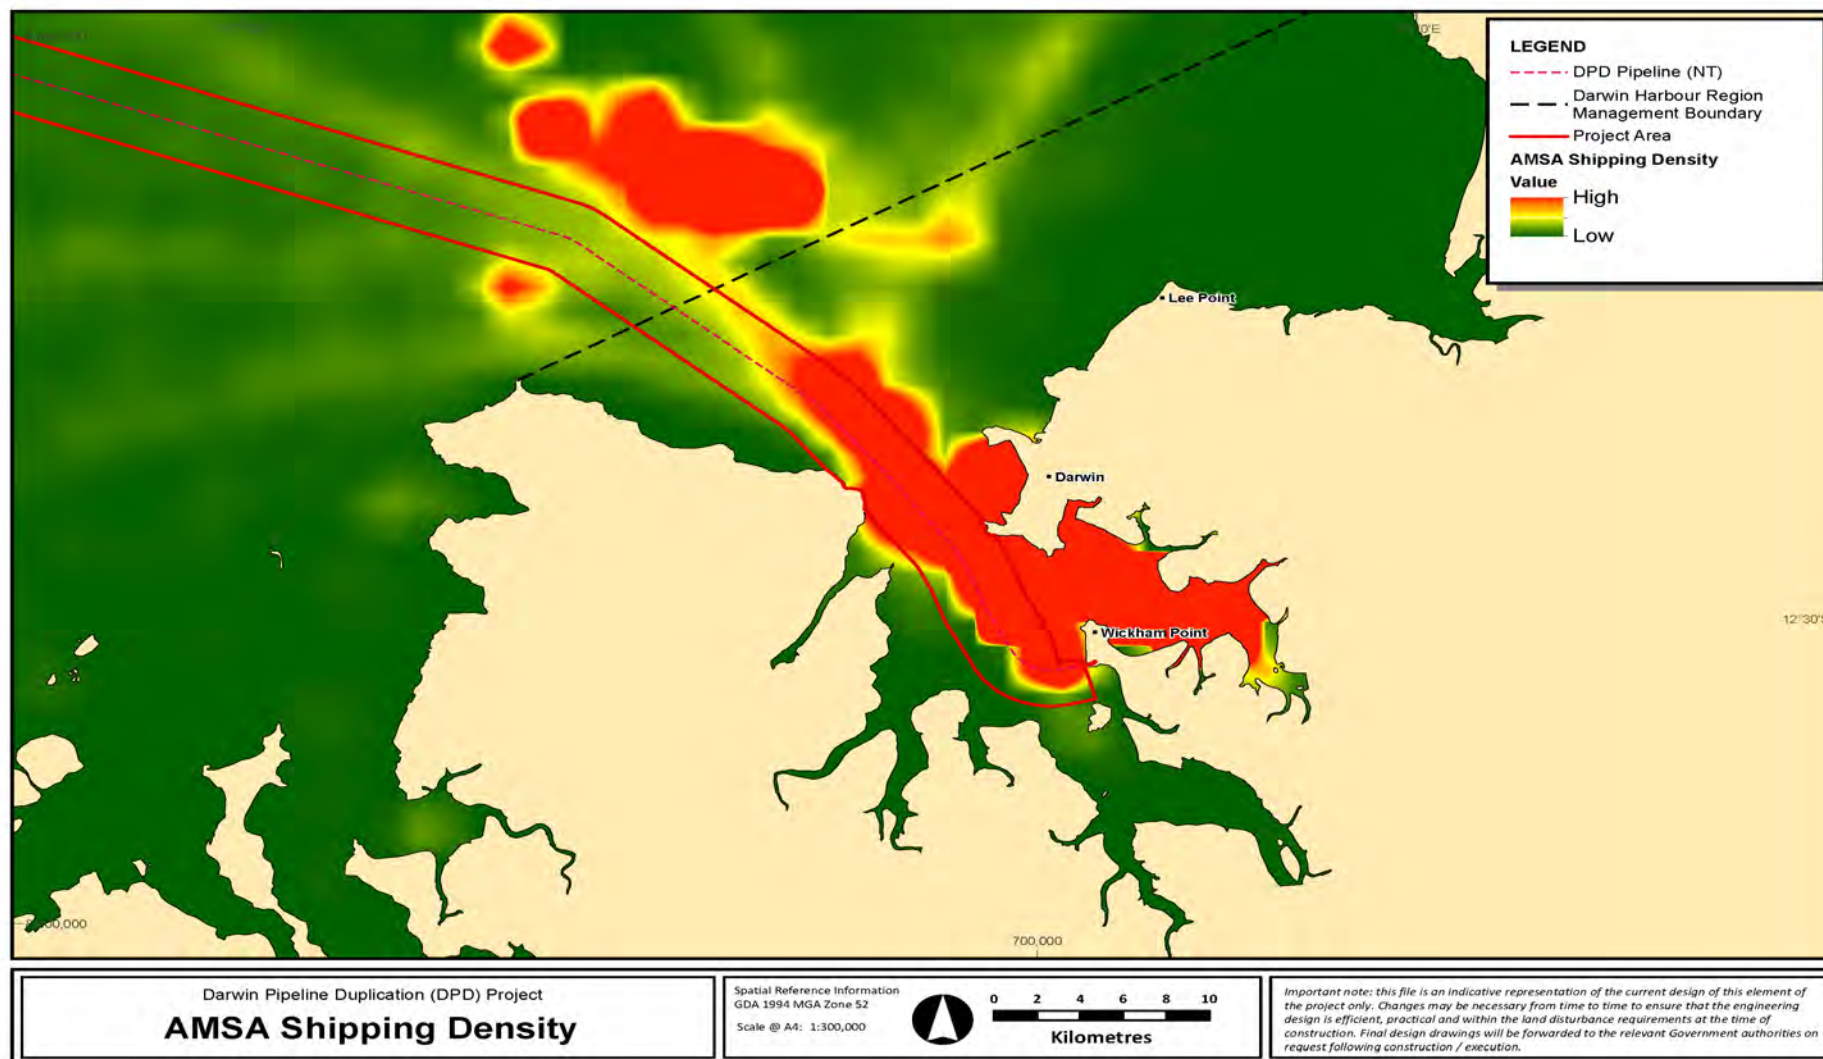 0'E
LEGEND
DPD Pipeline (NT)
Darwin Harbour Region
Management Boundary
Project Area
AMSA Shipping Density
Value
High
Low
Lee Point
Darwin
Wickham Point
12°30'S
700,000
Darwin Pipeline Duplication (DPD) Project
AMSA Shipping Density
Spatial Reference Information
GDA 1994 MGA Zone 52
Scale @ A4: 1:300,000
0 2 4 6 8 10
Kilometres
Important note: this file is an indicative representation of the current design of this element of
the project only. Changes may be necessary from time to time to ensure that the engineering
design is efficient, practical and within the land disturbance requirements at the time of
construction. Final design drawings will be forwarded to the relevant Government authorities on
request following construction / execution.